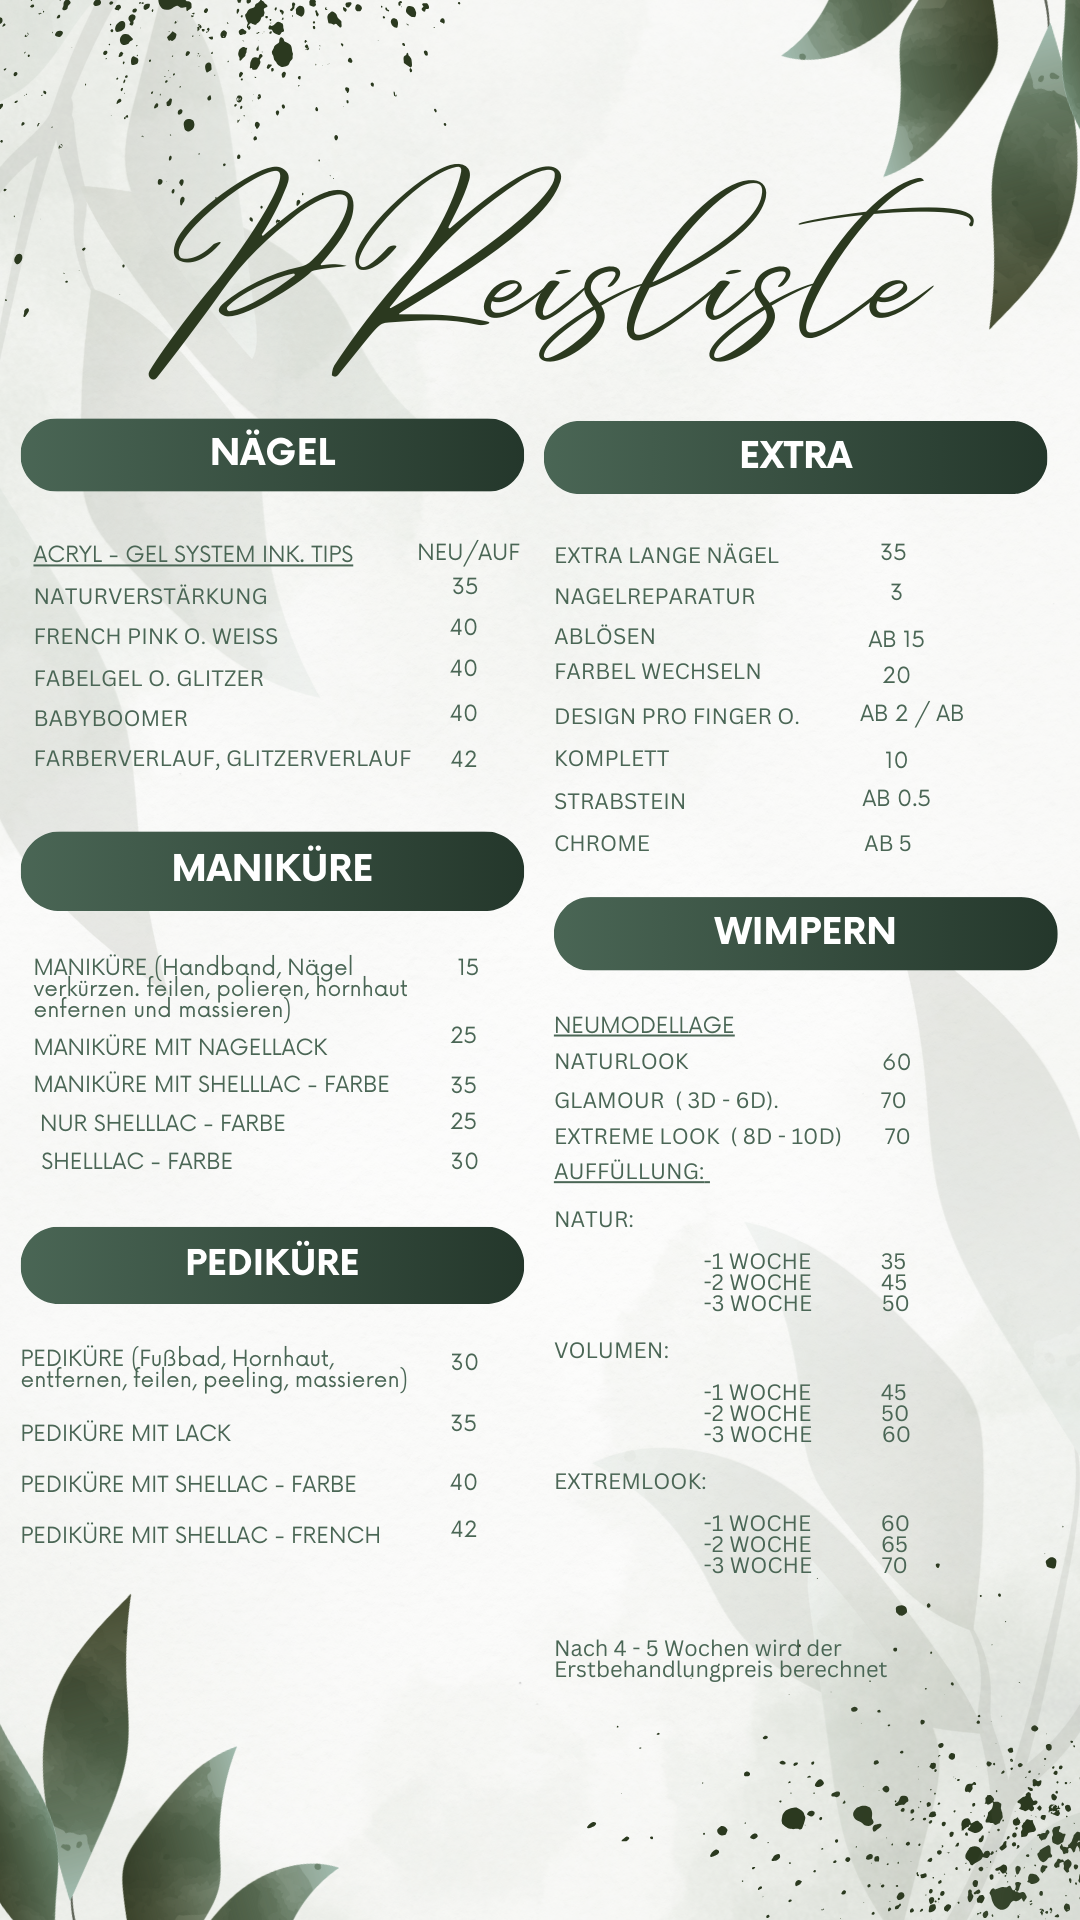 PReisliste
NÄGEL
ACRYL - GEL SYSTEM INK. TIPS NEU/AUF
NATURVERSTÄRKUNG 35
FRENCH PINK O. WEISS 40
FABELGEL O. GLITZER 40
BABYBOOMER 40
FARBERVERLAUF, GLITZERVERLAUF 42
MANIKÜRE
MANIKÜRE (Handband, Nägel 15
verkürzen. feilen, polieren, hornhaut
enfernen und massieren)
MANIKÜRE MIT NAGELLACK 25
MANIKÜRE MIT SHELLLAC - FARBE 35
NUR SHELLLAC - FARBE 25
SHELLLAC - FARBE 30
PEDIKÜRE
PEDIKÜRE (Fußbad, Hornhaut, 30
entfernen, feilen, peeling, massieren)
PEDIKÜRE MIT LACK 35
PEDIKÜRE MIT SHELLAC - FARBE 40
PEDIKÜRE MIT SHELLAC - FRENCH 42
EXTRA
EXTRA LANGE NÄGEL 35
NAGELREPARATUR 3
ABLÖSEN AB 15
FARBEL WECHSELN 20
DESIGN PRO FINGER O. AB 2 / AB
KOMPLETT 10
STRABSTEIN AB 0.5
CHROME AB 5
WIMPERN
NEUMODELLAGE
NATURLOOK 60
GLAMOUR ( 3D - 6D). 70
EXTREME LOOK ( 8D - 10D) 70
AUFFÜLLUNG:
NATUR:
-1 WOCHE 35
-2 WOCHE 45
-3 WOCHE 50
VOLUMEN:
-1 WOCHE 45
-2 WOCHE 50
-3 WOCHE 60
EXTREMLOOK:
-1 WOCHE 60
-2 WOCHE 65
-3 WOCHE 70
Nach 4 - 5 Wochen wird der
Erstbehandlungpreis berechnet